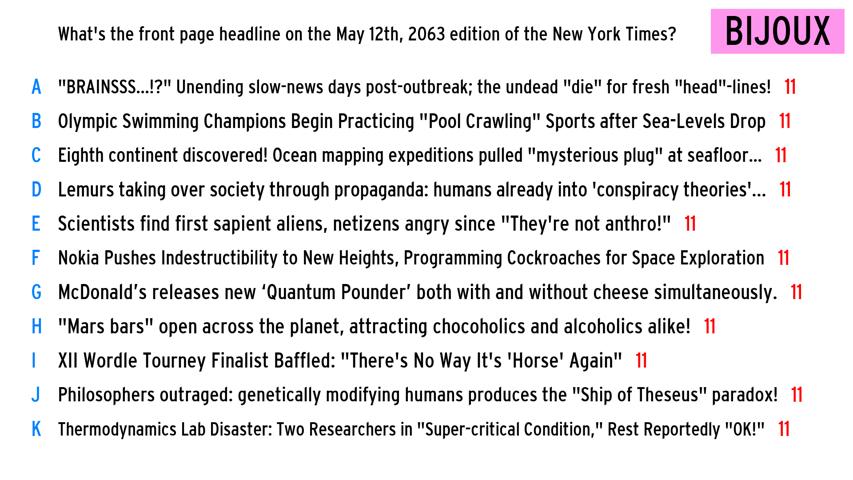 What's the front page headline on the May 12th, 2063 edition of the New York Times?
BIJOUX
A "BRAINSSS...!?" Unending slow-news days post-outbreak; the undead "die" for fresh "head"-lines! 11
B Olympic Swimming Champions Begin Practicing "Pool Crawling" Sports after Sea-Levels Drop 11
C Eighth continent discovered! Ocean mapping expeditions pulled "mysterious plug" at seafloor... 11
D Lemurs taking over society through propaganda: humans already into 'conspiracy theories'... 11
E Scientists find first sapient aliens, netizens angry since "They're not anthro!" 11
F Nokia Pushes Indestructibility to New Heights, Programming Cockroaches for Space Exploration 11
G McDonald’s releases new ‘Quantum Pounder’ both with and without cheese simultaneously. 11
H "Mars bars" open across the planet, attracting chocoholics and alcoholics alike! 11
I XII Wordle Tourney Finalist Baffled: "There's No Way It's 'Horse' Again" 11
J Philosophers outraged: genetically modifying humans produces the "Ship of Theseus" paradox! 11
K Thermodynamics Lab Disaster: Two Researchers in "Super-critical Condition," Rest Reportedly "OK!" 11